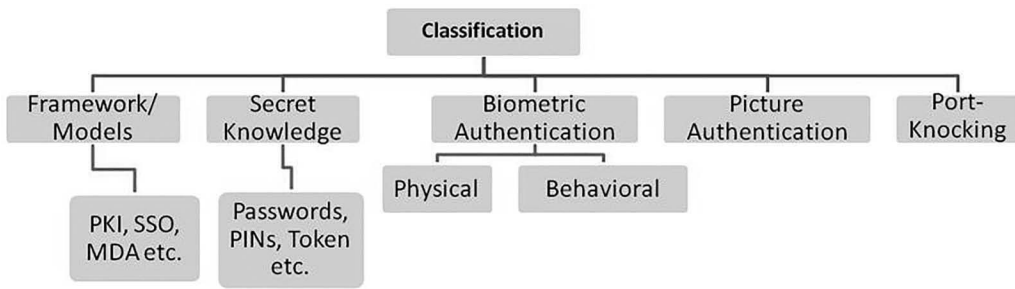 Classification
Framework/
Models
Secret
Knowledge
Biometric
Authentication
Picture
Authentication
Port-
Knocking
Physical
Behavioral
PKI, SSO,
MDA etc.
Passwords,
PINs, Token
etc.